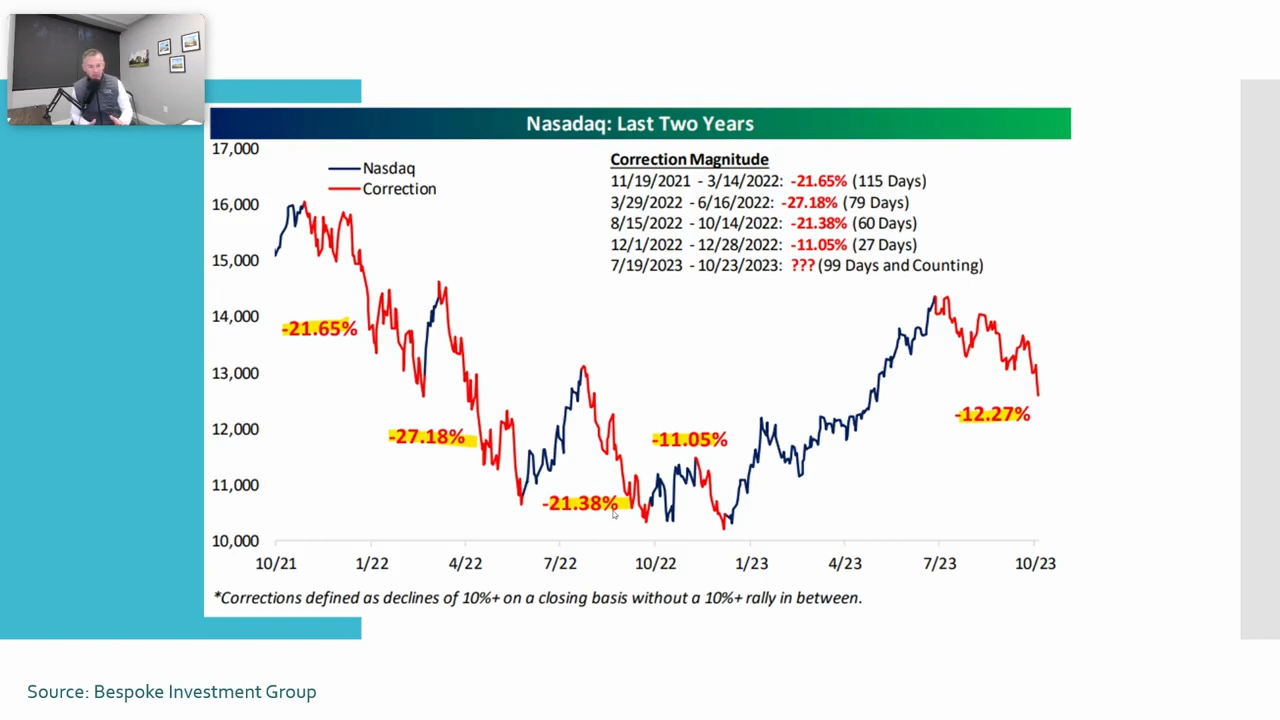 Nasadaq: Last Two Years
17,000
16,000
15,000
14,000
13,000
12,000
11,000
10,000
Nasdaq
Correction
Correction Magnitude
11/19/2021 - 3/14/2022: -21.65% (115 Days)
3/29/2022 - 6/16/2022: -27.18% (79 Days)
8/15/2022 - 10/14/2022: -21.38% (60 Days)
12/1/2022 - 12/28/2022: -11.05% (27 Days)
7/19/2023 - 10/23/2023: ??? (99 Days and Counting)
-21.65%
-27.18%
-21.38%
-11.05%
-12.27%
10/21 1/22 4/22 7/22 10/22 1/23 4/23 7/23 10/23
*Corrections defined as declines of 10%+ on a closing basis without a 10%+ rally in between.
Source: Bespoke Investment Group